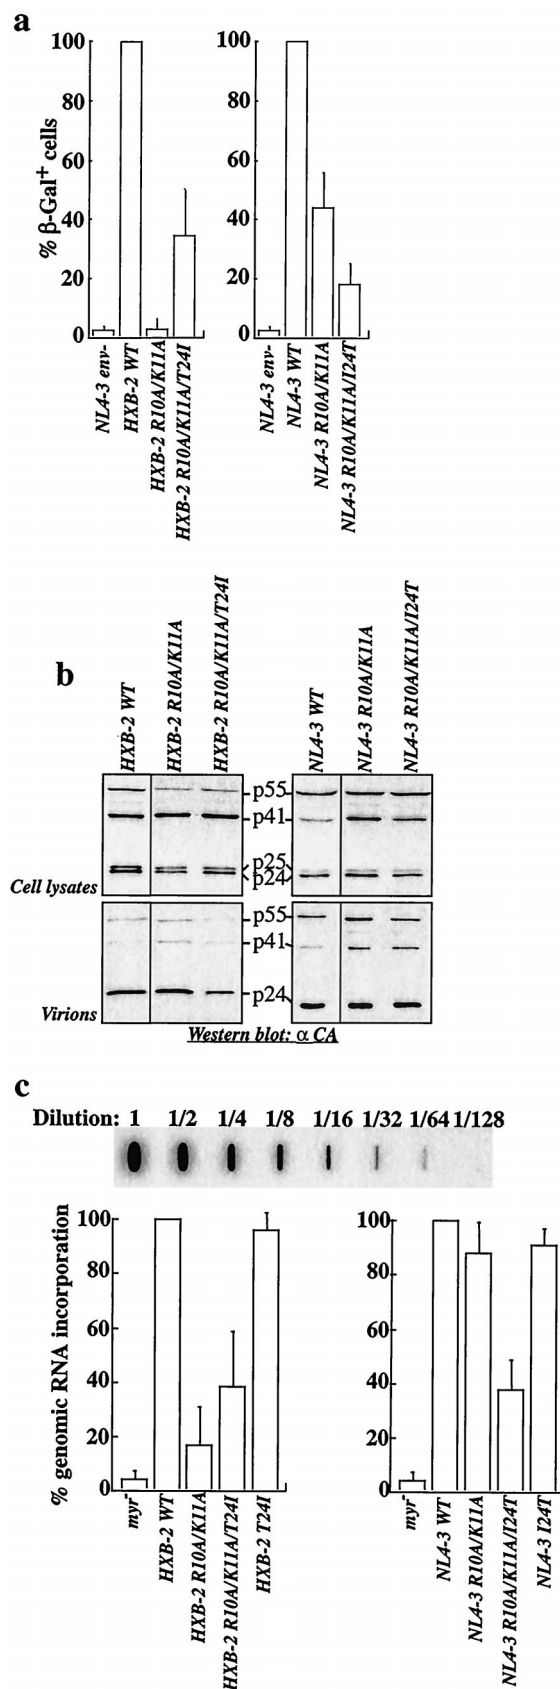 a
% β-Gal+ cells
100
80
60
40
20
0
NL4-3 env-
HXB-2 WT
HXB-2 R10A/K11A
HXB-2 R10A/K11A/T24I
100
80
60
40
20
0
NL4-3 env-
NL4-3 WT
NL4-3 R10A/K11A
NL4-3 R10A/K11A/I24T
b
HXB-2 WT
HXB-2 R10A/K11A
HXB-2 R10A/K11A/T24I
NL4-3 WT
NL4-3 R10A/K11A
NL4-3 R10A/K11A/I24T
p55
p41
p25
p24
Cell lysates
p55
p41
p24
Virions
Western blot: α CA
c
Dilution: 1 1/2 1/4 1/8 1/16 1/32 1/64 1/128
% genomic RNA incorporation
100
80
60
40
20
0
myr-
HXB-2 WT
HXB-2 R10A/K11A
HXB-2 R10A/K11A/T24I
HXB-2 T24I
100
80
60
40
20
0
myr-
NL4-3 WT
NL4-3 R10A/K11A
NL4-3 R10A/K11A/I24T
NL4-3 I24T